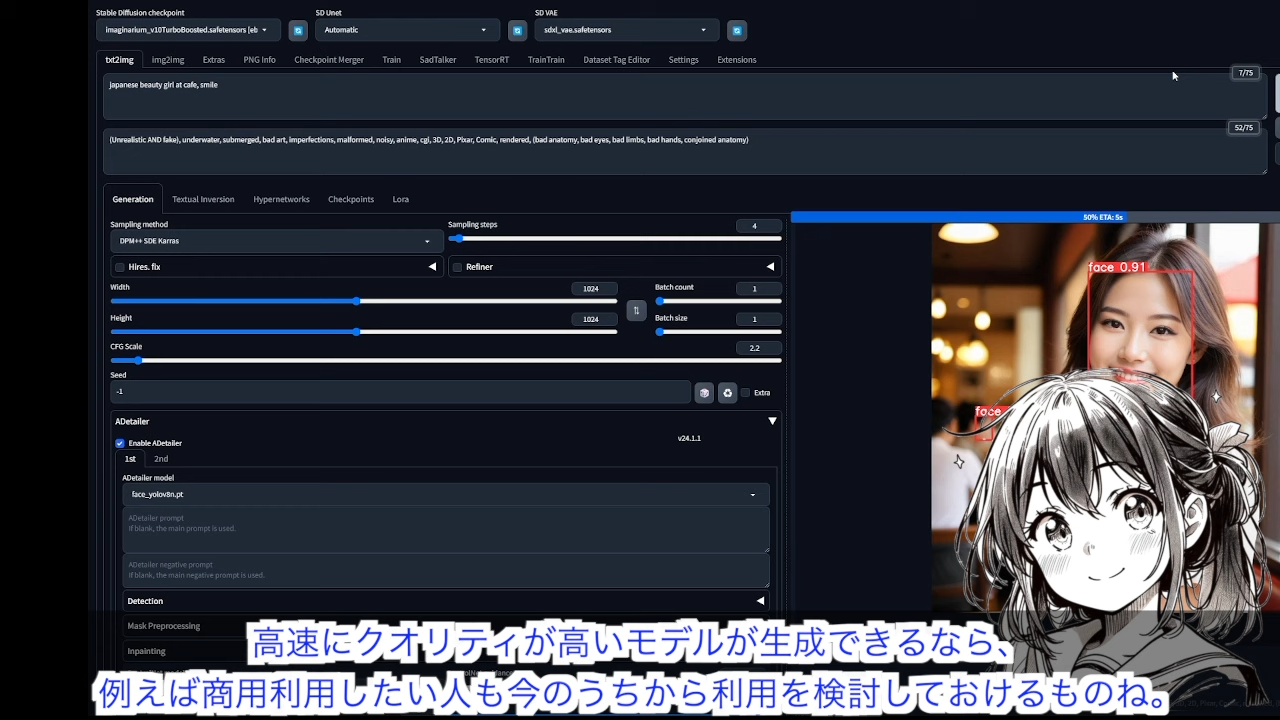 Stable Diffusion checkpoint
SD Unet
SD VAE
imaginarium_v10TurboBoosted.safetensors [eb
Automatic
sdxl_vae.safetensors
txt2img
img2img
Extras
PNG Info
Checkpoint Merger
Train
SadTalker
TensorRT
TrainTrain
Dataset Tag Editor
Settings
Extensions
7/75
japanese beauty girl at cafe, smile
52/75
(Unrealistic AND fake), underwater, submerged, bad art, imperfections, malformed, noisy, anime, cgi, 3D, 2D, Pixar, Comic, rendered, (bad anatomy, bad eyes, bad limbs, bad hands, conjoined anatomy)
Generation
Textual Inversion
Hypernetworks
Checkpoints
Lora
50% ETA: 5s
Sampling method
Sampling steps
4
DPM++ SDE Karras
Hires. fix
Refiner
face 0.91
Width
1024
Batch count
1
Height
1024
Batch size
1
CFG Scale
2.2
Seed
-1
Extra
face
ADetailer
Enable ADetailer
v24.1.1
1st
2nd
ADetailer model
face_yolov8n.pt
ADetailer prompt
If blank, the main prompt is used.
ADetailer negative prompt
If blank, the main negative prompt is used.
Detection
Mask Preprocessing
Inpainting
高速にクオリティが高いモデルが生成できるなら、
例えば商用利用したい人も今のうちから利用を検討しておけるものね。